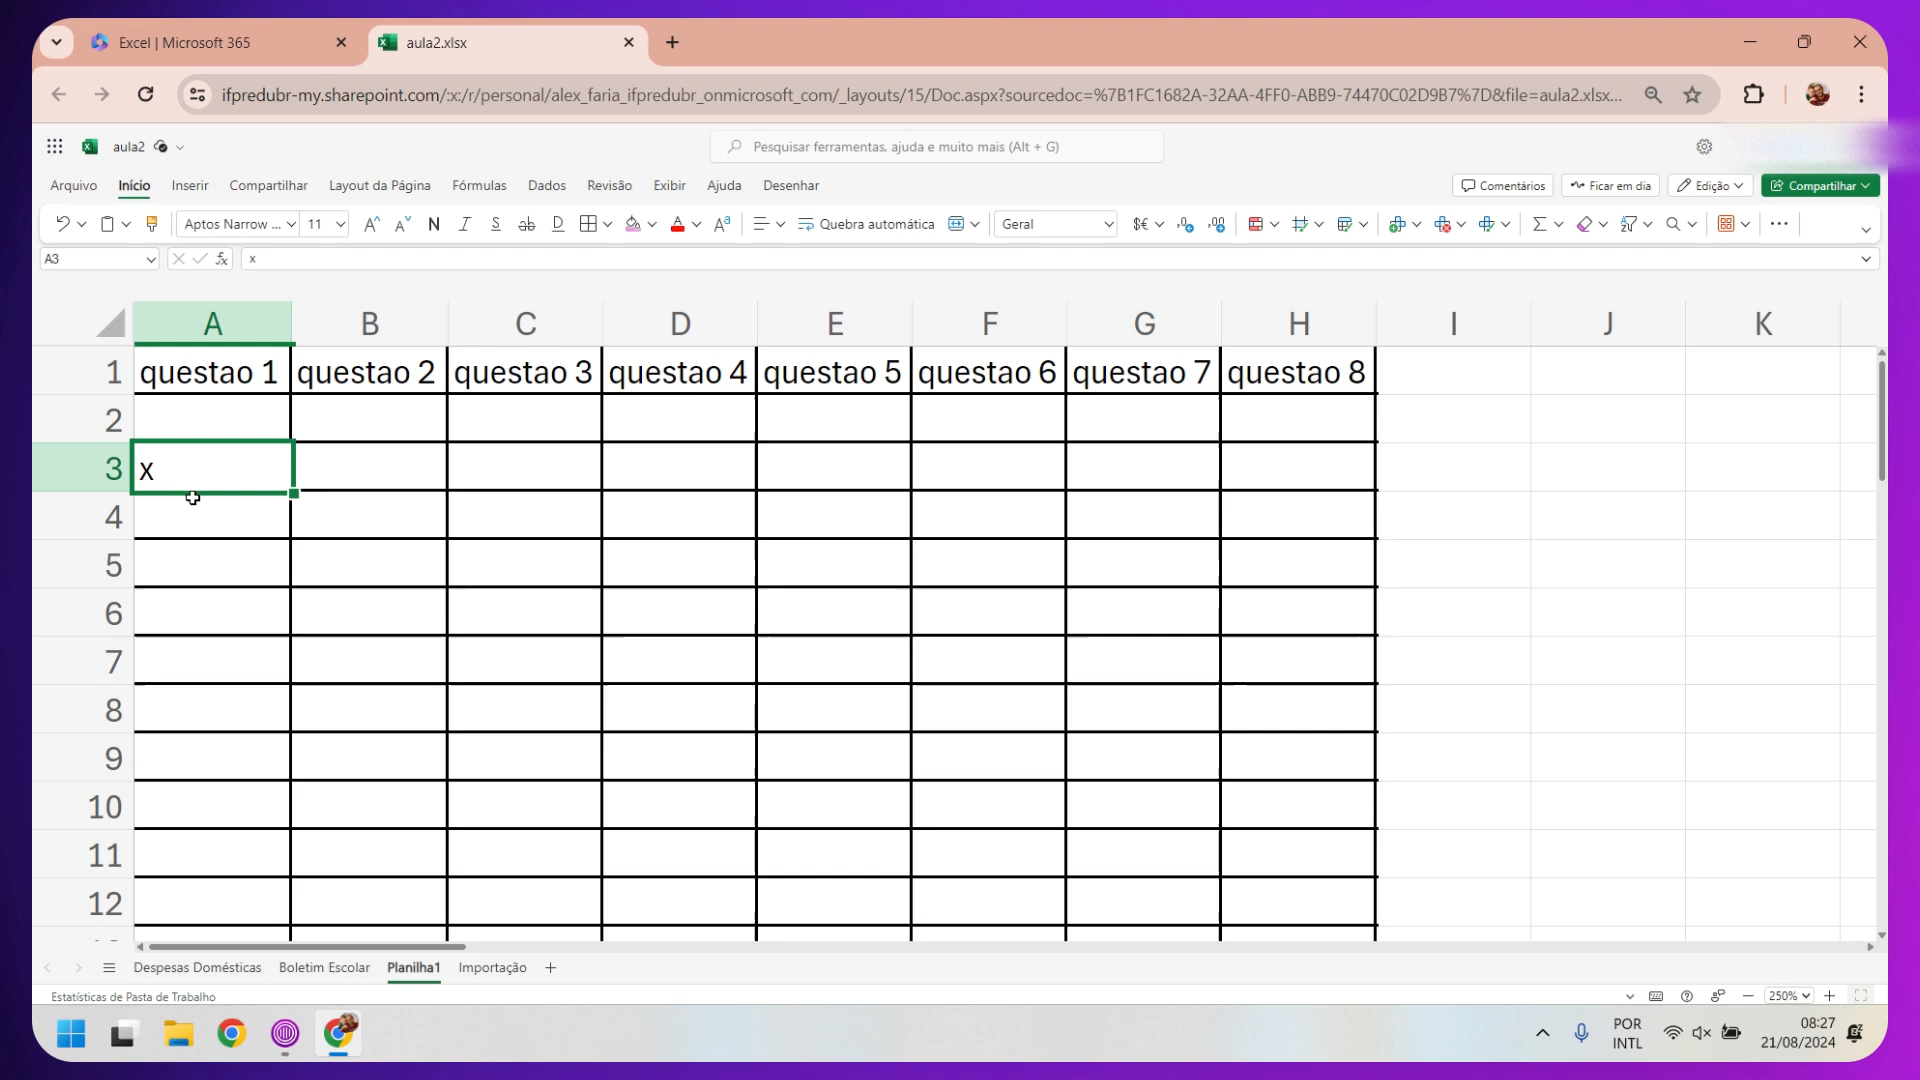 Excel | Microsoft 365
aula2.xlsx
ifpredubr-my.sharepoint.com/:x:/r/personal/alex_faria_ifpredubr_onmicrosoft_com/_layouts/15/Doc.aspx?sourcedoc=%7B1FC1682A-32AA-4FF0-ABB9-74470C02D9B7%7D&file=aula2.xlsx...
aula2
Pesquisar ferramentas, ajuda e muito mais (Alt + G)
Arquivo Início Inserir Compartilhar Layout da Página Fórmulas Dados Revisão Exibir Ajuda Desenhar Comentários Ficar em dia Edição Compartilhar
Aptos Narrow ... 11 N I S ab D Quebra automática Geral
A3 x
A B C D E F G H I J K
1 questao 1 questao 2 questao 3 questao 4 questao 5 questao 6 questao 7 questao 8
2
3 x
4
5
6
7
8
9
10
11
12
Despesas Domésticas Boletim Escolar Planilha1 Importação
Estatísticas de Pasta de Trabalho 250%
POR 08:27
INTL 21/08/2024